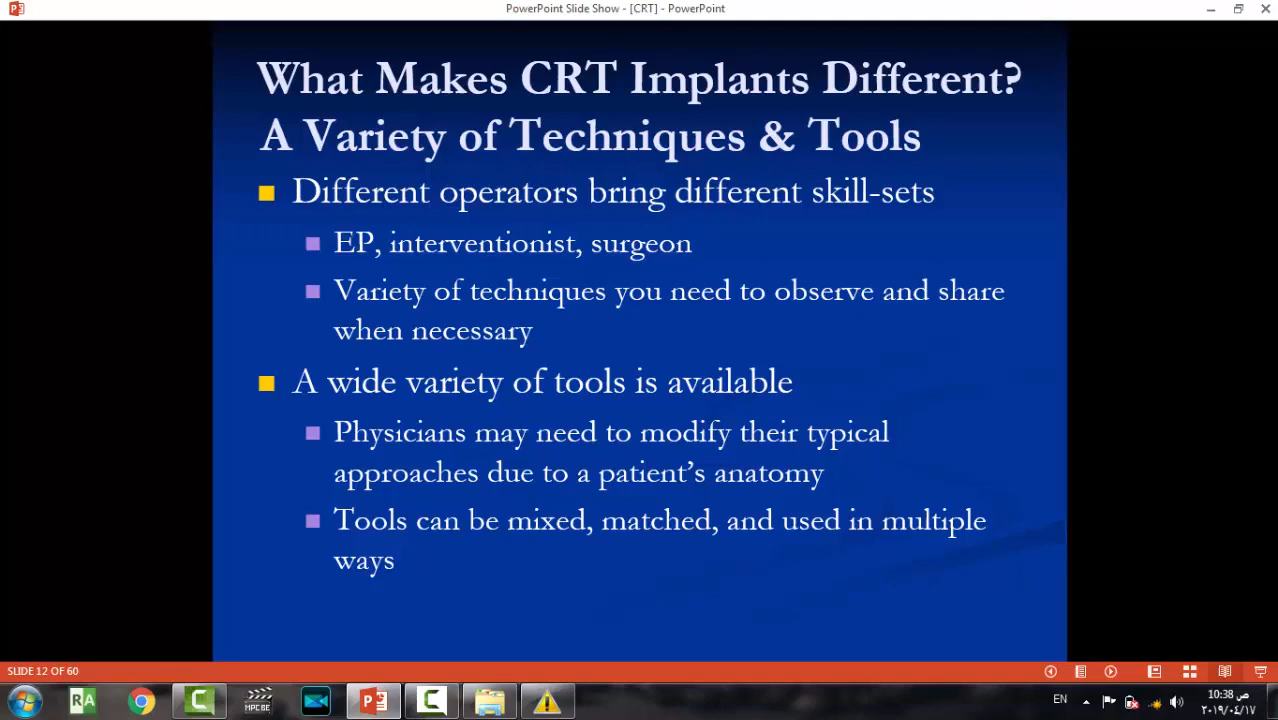 PowerPoint Slide Show - [CRT] - PowerPoint
What Makes CRT Implants Different?
A Variety of Techniques & Tools
Different operators bring different skill-sets
EP, interventionist, surgeon
Variety of techniques you need to observe and share
when necessary
A wide variety of tools is available
Physicians may need to modify their typical
approaches due to a patient's anatomy
Tools can be mixed, matched, and used in multiple
ways
SLIDE 12 OF 60
RA
MPC BE
EN
10:38 ص
٢٠١٩/٠٤/١٧